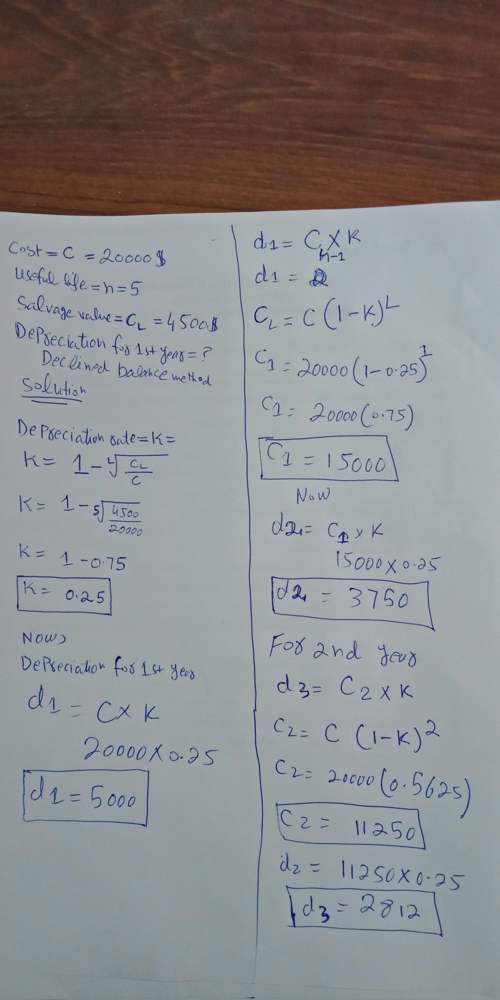 Cost = C = 20000 $
Useful life = n = 5
Salvage value = C_L = 4500 $
Depreciation for 1st year = ?
Declined balance method
Solution
Depreciation rate = K =
K = 1 - ᴸ√(C_L / C)
K = 1 - ⁵√(4500 / 20000)
K = 1 - 0.75
K = 0.25
Now,
Depreciation for 1st year
d1 = C x K
20000 x 0.25
d1 = 5000
d1 = C_n-1 X K
d1 =
C_L = C (1-K)^L
C1 = 20000 (1-0.25)^1
C1 = 20000 (0.75)
C1 = 15000
Now
d2 = C1 x K
15000 x 0.25
d2 = 3750
For 2nd year
d3 = C2 x K
C2 = C (1-K)^2
C2 = 20000 (0.5625)
C2 = 11250
d2 = 11250 x 0.25
d3 = 2812